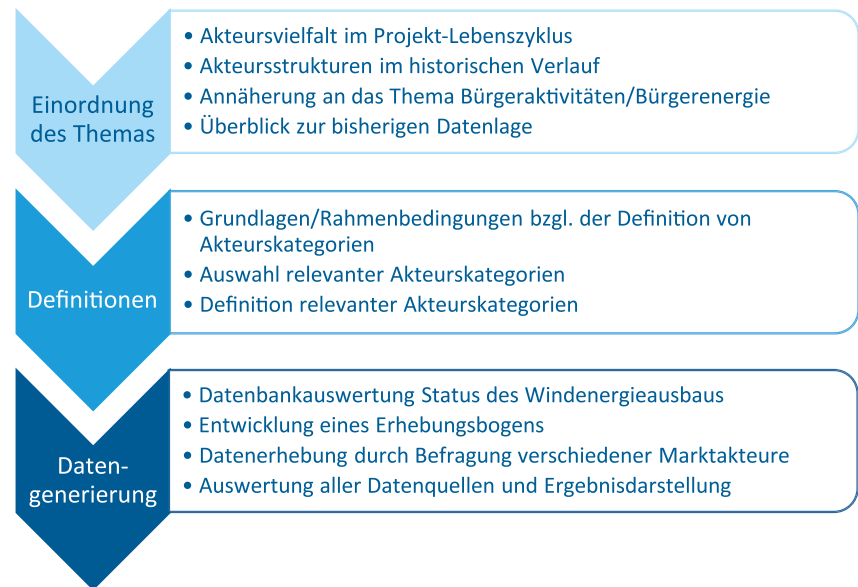 Einordnung
des Themas
• Akteursvielfalt im Projekt-Lebenszyklus
• Akteursstrukturen im historischen Verlauf
• Annäherung an das Thema Bürgeraktivitäten/Bürgerenergie
• Überblick zur bisherigen Datenlage
Definitionen
• Grundlagen/Rahmenbedingungen bzgl. der Definition von
Akteurskategorien
• Auswahl relevanter Akteurskategorien
• Definition relevanter Akteurskategorien
Daten-
generierung
• Datenbankauswertung Status des Windenergieausbaus
• Entwicklung eines Erhebungsbogens
• Datenerhebung durch Befragung verschiedener Marktakteure
• Auswertung aller Datenquellen und Ergebnisdarstellung